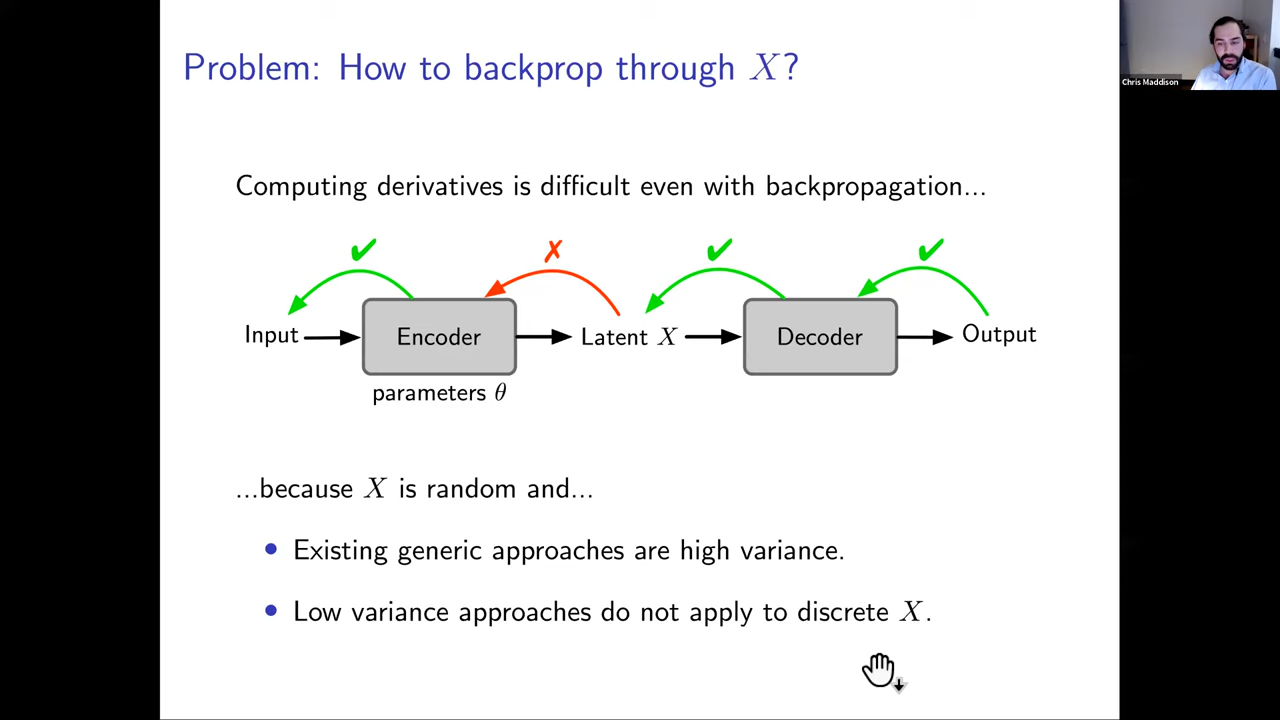 Problem: How to backprop through X?
Chris Maddison
Computing derivatives is difficult even with backpropagation...
✔ ✗ ✔ ✔
Input Encoder Latent X Decoder Output
parameters θ
...because X is random and...
• Existing generic approaches are high variance.
• Low variance approaches do not apply to discrete X.